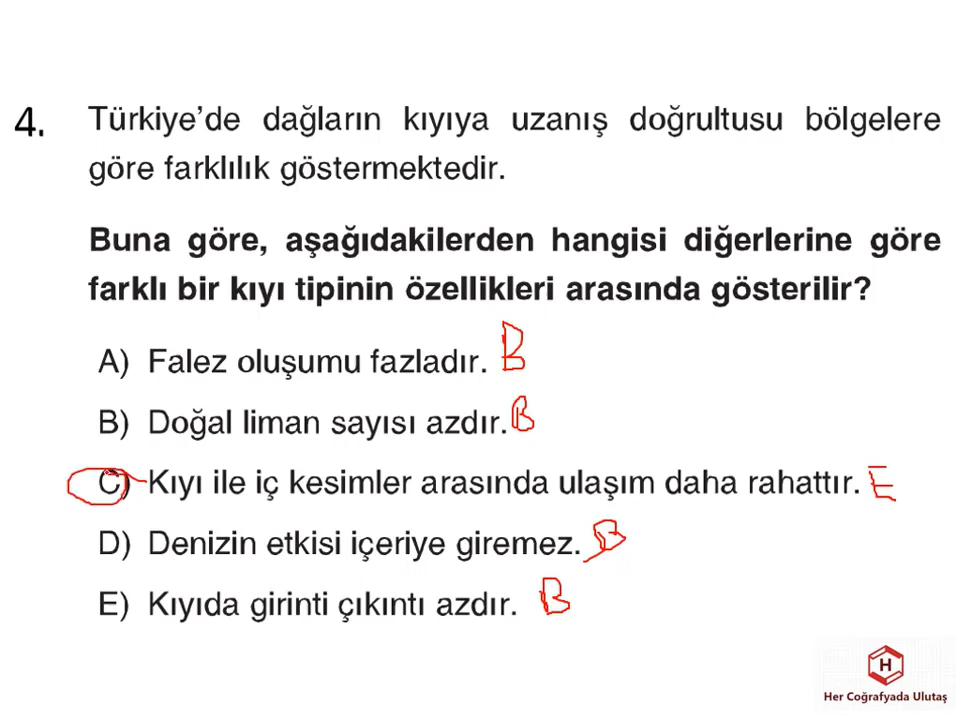 4. Türkiye'de dağların kıyıya uzanış doğrultusu bölgelere
göre farklılık göstermektedir.
Buna göre, aşağıdakilerden hangisi diğerlerine göre
farklı bir kıyı tipinin özellikleri arasında gösterilir?
A) Falez oluşumu fazladır. B
B) Doğal liman sayısı azdır. B
C) Kıyı ile iç kesimler arasında ulaşım daha rahattır. E
D) Denizin etkisi içeriye giremez. B
E) Kıyıda girinti çıkıntı azdır. B
H
Her Coğrafyada Ulutaş